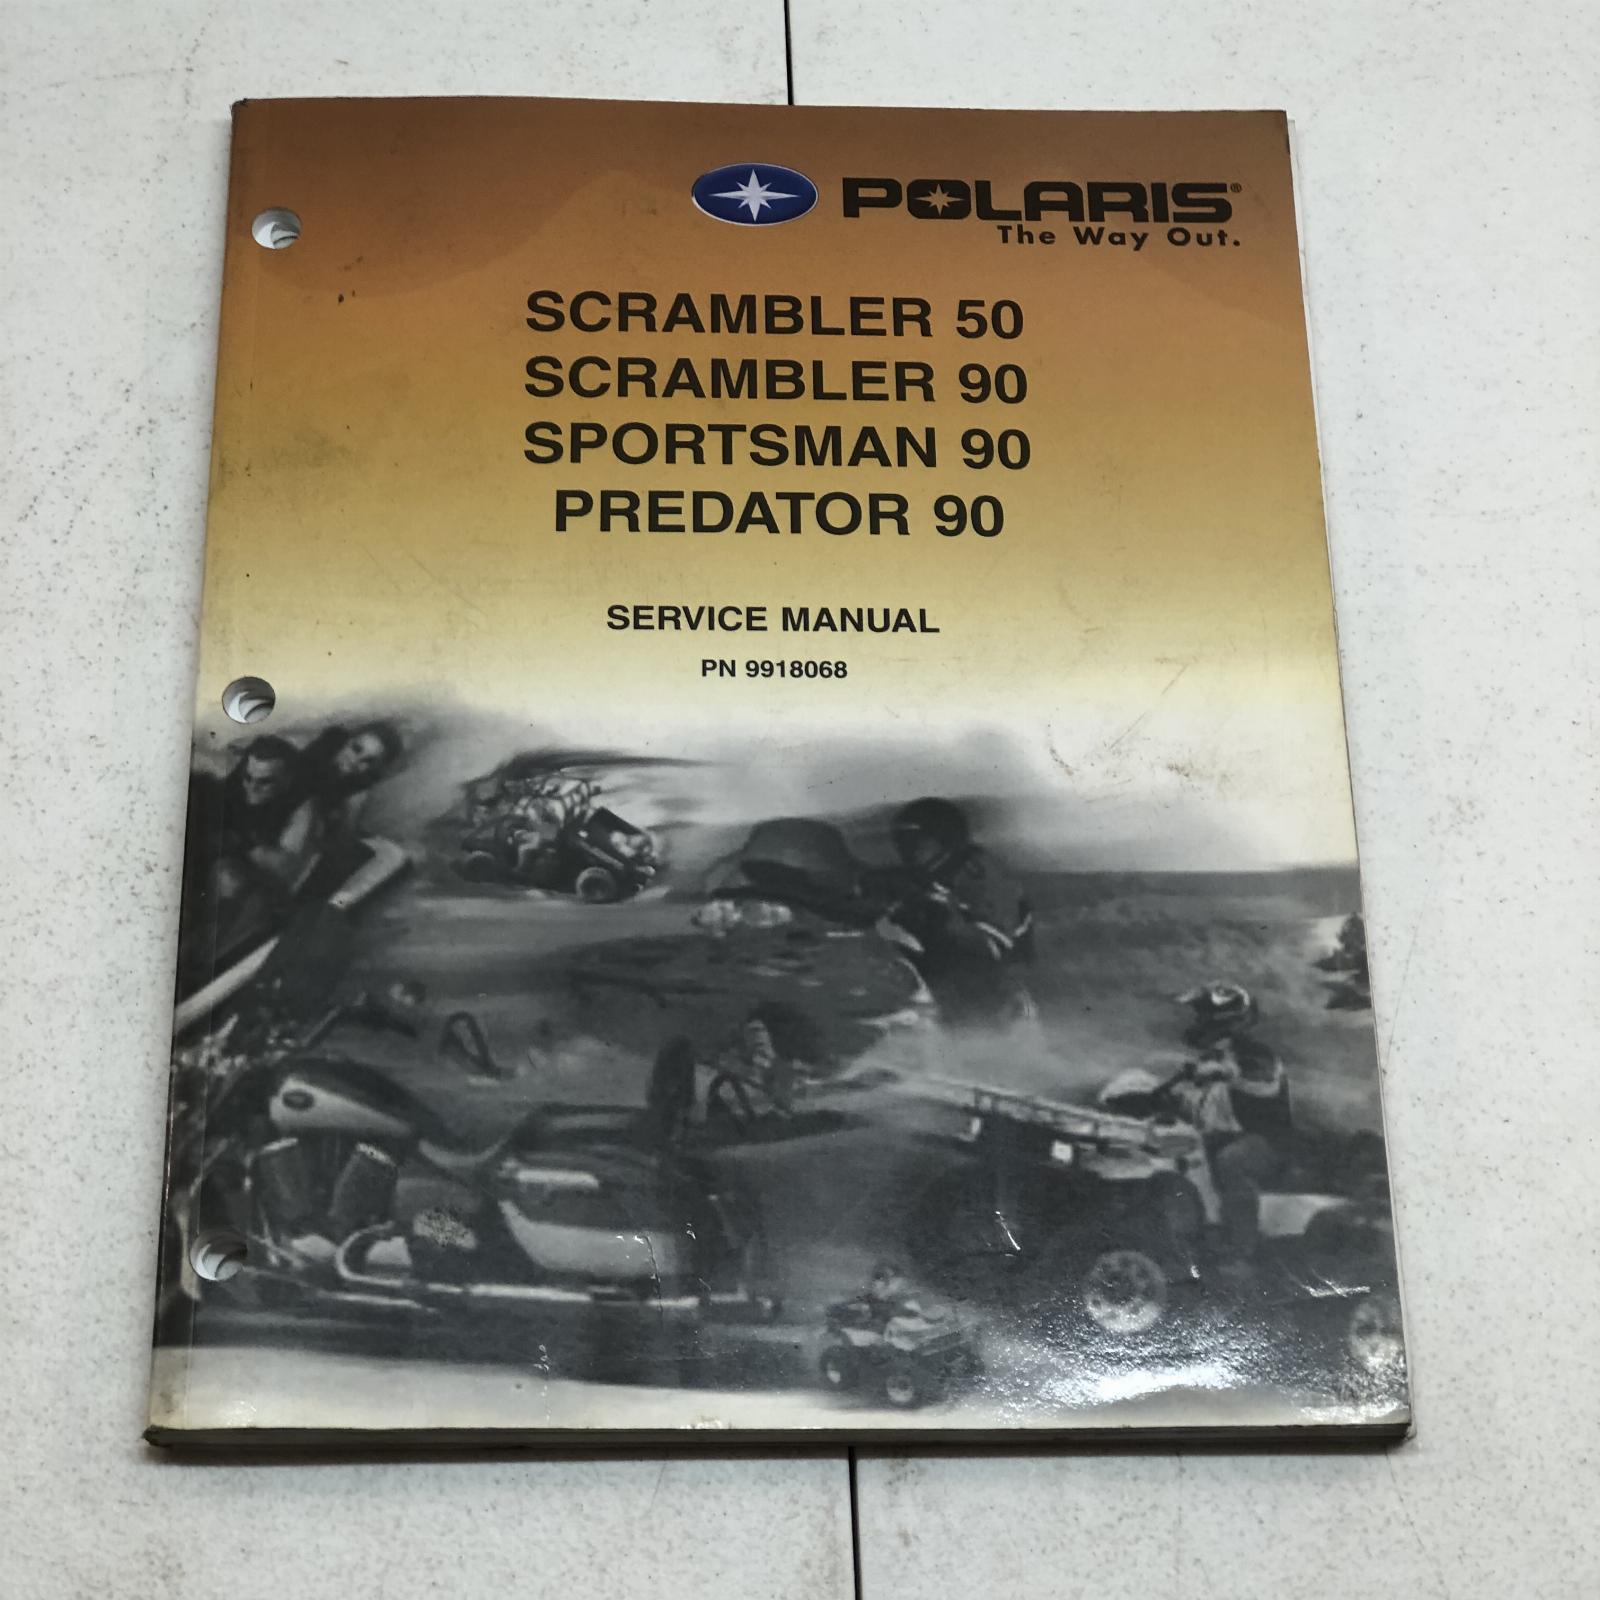 POLARIS®
The Way Out.
SCRAMBLER 50
SCRAMBLER 90
SPORTSMAN 90
PREDATOR 90
SERVICE MANUAL
PN 9918068